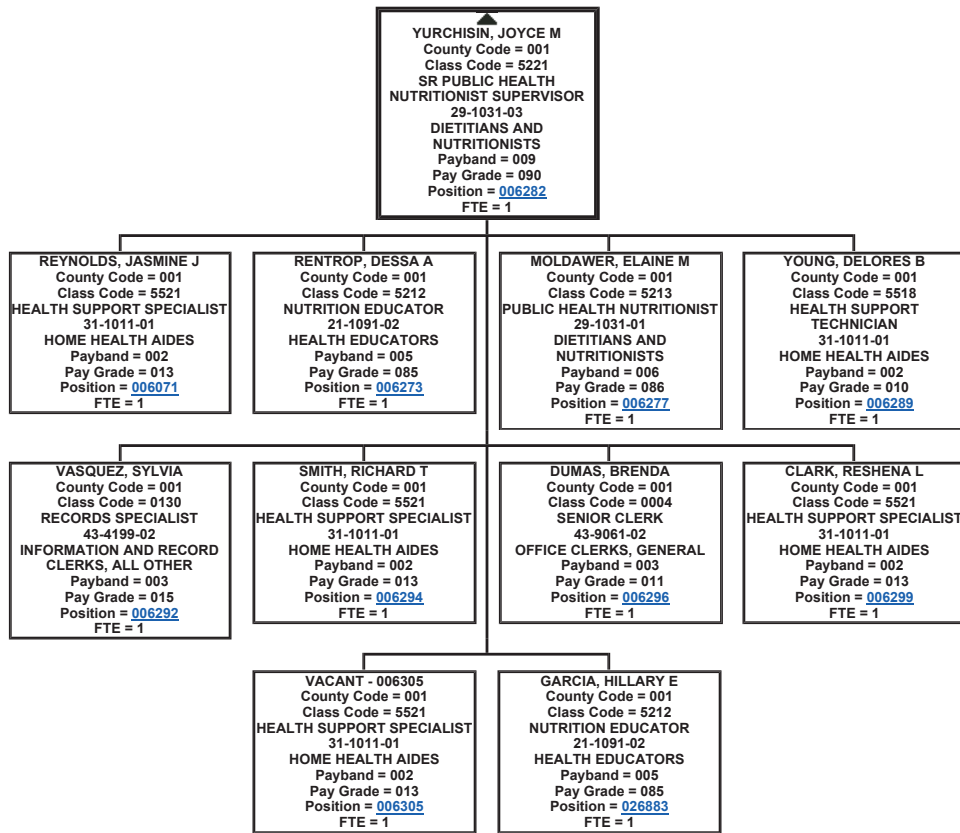 YURCHISIN, JOYCE M
County Code = 001
Class Code = 5221
SR PUBLIC HEALTH
NUTRITIONIST SUPERVISOR
29-1031-03
DIETITIANS AND
NUTRITIONISTS
Payband = 009
Pay Grade = 090
Position = 006282
FTE = 1
REYNOLDS, JASMINE J
County Code = 001
Class Code = 5521
HEALTH SUPPORT SPECIALIST
31-1011-01
HOME HEALTH AIDES
Payband = 002
Pay Grade = 013
Position = 006071
FTE = 1
RENTROP, DESSA A
County Code = 001
Class Code = 5212
NUTRITION EDUCATOR
21-1091-02
HEALTH EDUCATORS
Payband = 005
Pay Grade = 085
Position = 006273
FTE = 1
MOLDAWER, ELAINE M
County Code = 001
Class Code = 5213
PUBLIC HEALTH NUTRITIONIST
29-1031-01
DIETITIANS AND
NUTRITIONISTS
Payband = 006
Pay Grade = 086
Position = 006277
FTE = 1
YOUNG, DELORES B
County Code = 001
Class Code = 5518
HEALTH SUPPORT
TECHNICIAN
31-1011-01
HOME HEALTH AIDES
Payband = 002
Pay Grade = 010
Position = 006289
FTE = 1
VASQUEZ, SYLVIA
County Code = 001
Class Code = 0130
RECORDS SPECIALIST
43-4199-02
INFORMATION AND RECORD
CLERKS, ALL OTHER
Payband = 003
Pay Grade = 015
Position = 006292
FTE = 1
SMITH, RICHARD T
County Code = 001
Class Code = 5521
HEALTH SUPPORT SPECIALIST
31-1011-01
HOME HEALTH AIDES
Payband = 002
Pay Grade = 013
Position = 006294
FTE = 1
DUMAS, BRENDA
County Code = 001
Class Code = 0004
SENIOR CLERK
43-9061-02
OFFICE CLERKS, GENERAL
Payband = 003
Pay Grade = 011
Position = 006296
FTE = 1
CLARK, RESHENA L
County Code = 001
Class Code = 5521
HEALTH SUPPORT SPECIALIST
31-1011-01
HOME HEALTH AIDES
Payband = 002
Pay Grade = 013
Position = 006299
FTE = 1
VACANT - 006305
County Code = 001
Class Code = 5521
HEALTH SUPPORT SPECIALIST
31-1011-01
HOME HEALTH AIDES
Payband = 002
Pay Grade = 013
Position = 006305
FTE = 1
GARCIA, HILLARY E
County Code = 001
Class Code = 5212
NUTRITION EDUCATOR
21-1091-02
HEALTH EDUCATORS
Payband = 005
Pay Grade = 085
Position = 026883
FTE = 1